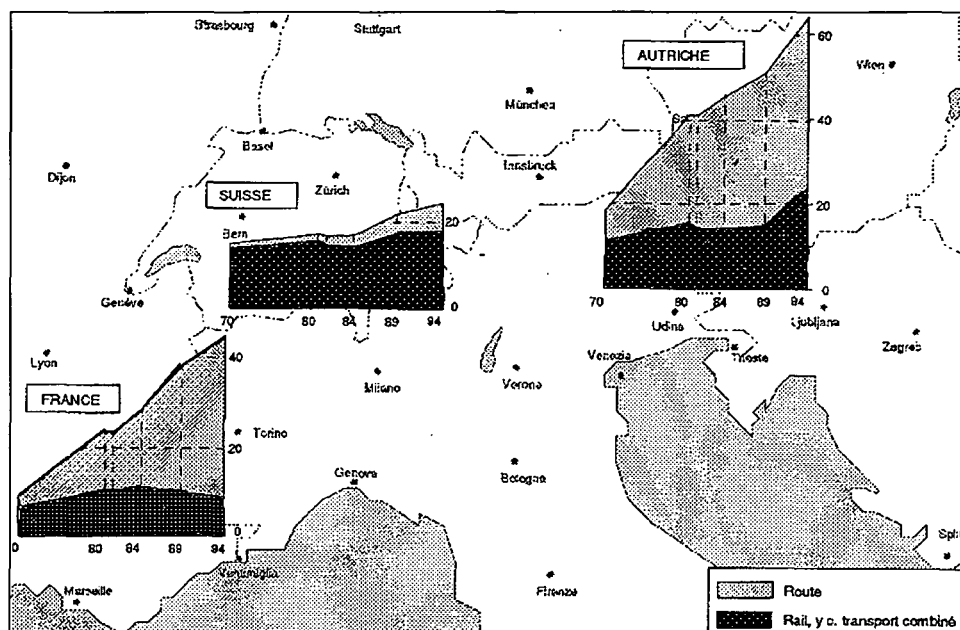 Strasbourg
Stuttgart
60
AUTRICHE
Wien
München
Basel
40
Dijon
SUISSE
Zürich
Innsbruck
20
20
Bern
Genève
0
0
70 80 84 89 94
71 80 84 89 94
Udine
Ljubljana
Lyon
40
Venezia
Trieste
Zagreb
Milano
Verona
FRANCE
Torino
20
Bologna
Genova
0
0 80 84 89 94
Ventimiglia
Marseille
Firenze
Route
Rail, y c. transport combiné